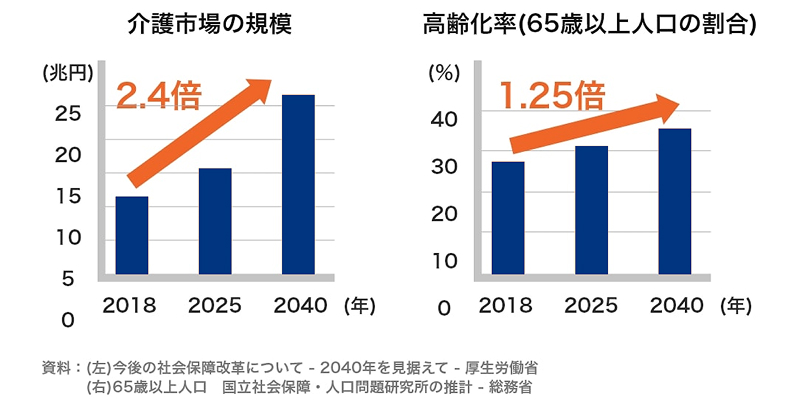 介護市場の規模
(兆円)
2.4倍
25
20
15
10
5
0
2018 2025 2040 (年)
高齢化率(65歳以上人口の割合)
(%)
1.25倍
40
30
20
10
0
2018 2025 2040 (年)
資料：(左)今後の社会保障改革について - 2040年を見据えて - 厚生労働省
(右)65歳以上人口　国立社会保障・人口問題研究所の推計 - 総務省